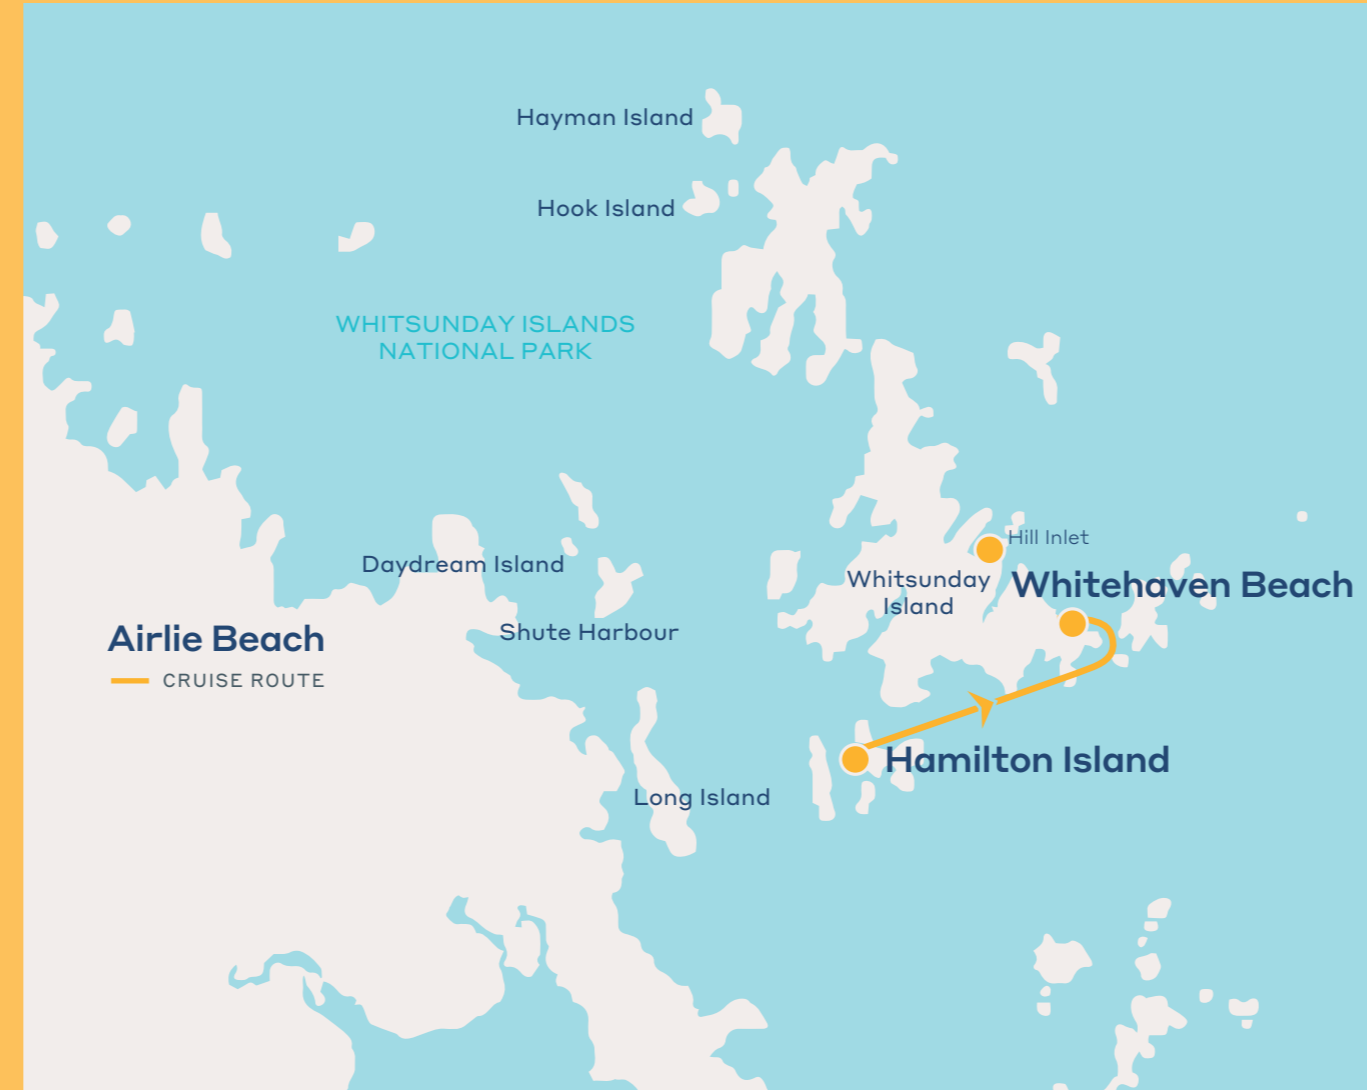 Hayman Island
Hook Island
WHITSUNDAY ISLANDS
NATIONAL PARK
Hill Inlet
Daydream Island
Whitsunday
Island
Whitehaven Beach
Shute Harbour
Airlie Beach
CRUISE ROUTE
Hamilton Island
Long Island